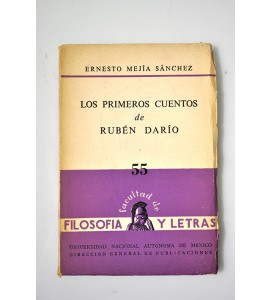 ERNESTO MEJÍA SÁNCHEZ
LOS PRIMEROS CUENTOS
de
RUBÉN DARÍO
55
facultad de
FILOSOFIA Y LETRAS
UNIVERSIDAD NACIONAL AUTONOMA DE MEXICO
DIRECCION GENERAL DE PUBLICACIONES